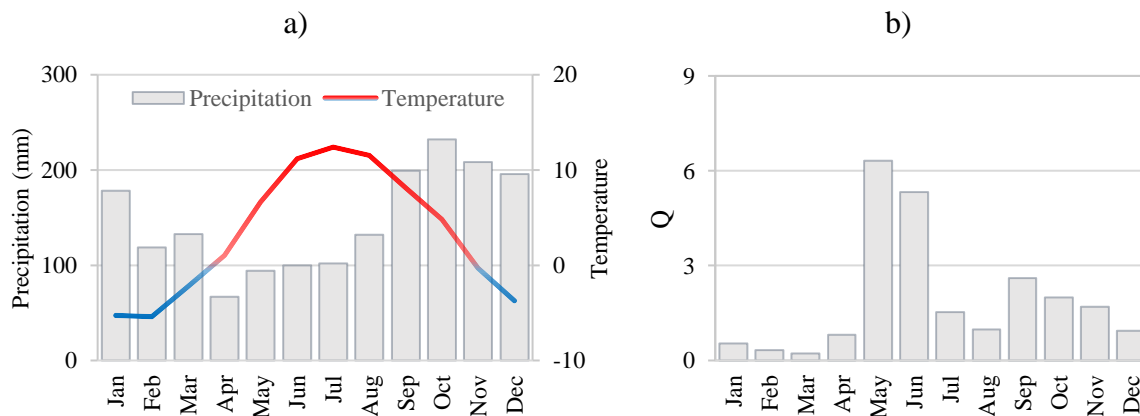 a)
Precipitation (mm)
300
200
100
0
Precipitation
Temperature
20
10
0
-10
Temperature
Jan Feb Mar Apr May Jun Jul Aug Sep Oct Nov Dec
b)
Q
9
6
3
0
Jan Feb Mar Apr May Jun Jul Aug Sep Oct Nov Dec